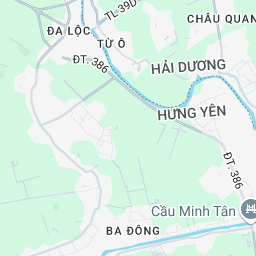 TL-39D
CHÂU QUAN
ĐA LỘC
TỪ Ô
ĐT. 386
HẢI DƯƠNG
HƯNG YÊN
ĐT. 386
Cầu Minh Tân
BA ĐÔNG